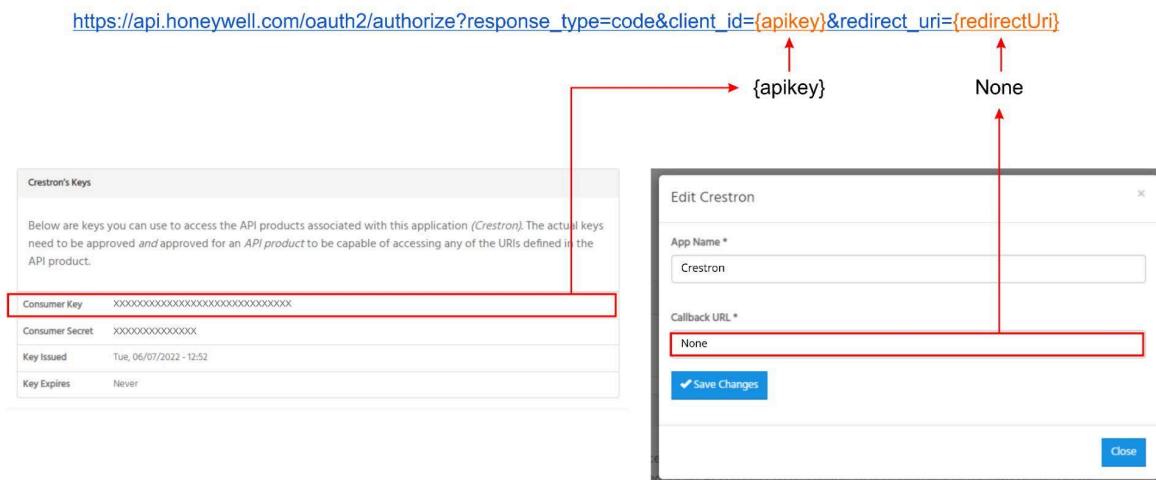 https://api.honeywell.com/oauth2/authorize?response_type=code&client_id={apikey}&redirect_uri={redirectUri}
{apikey}
None
Crestron's Keys
Below are keys you can use to access the API products associated with this application (Crestron). The actual keys
need to be approved and approved for an API product to be capable of accessing any of the URIs defined in the
API product.
Consumer Key XXXXXXXXXXXXXXXXXXXXXXXXXXXXXXXX
Consumer Secret XXXXXXXXXXXXXX
Key Issued Tue, 06/07/2022 - 12:52
Key Expires Never
Edit Crestron ×
App Name *
Crestron
Callback URL *
None
✔ Save Changes
Close